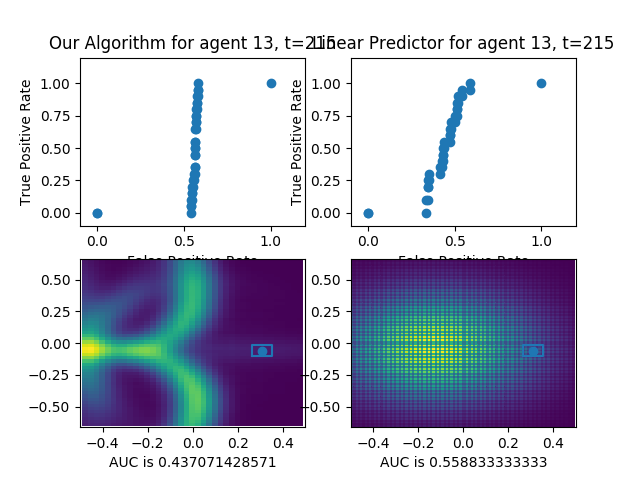 Our Algorithm for agent 13, t=215
Linear Predictor for agent 13, t=215
True Positive Rate
1.00
0.75
0.50
0.25
0.00
0.0 0.5 1.0
False Positive Rate
True Positive Rate
1.00
0.75
0.50
0.25
0.00
0.0 0.5 1.0
False Positive Rate
0.50
0.25
0.00
−0.25
−0.50
−0.4 −0.2 0.0 0.2 0.4
AUC is 0.437071428571
0.50
0.25
0.00
−0.25
−0.50
−0.4 −0.2 0.0 0.2 0.4
AUC is 0.558833333333